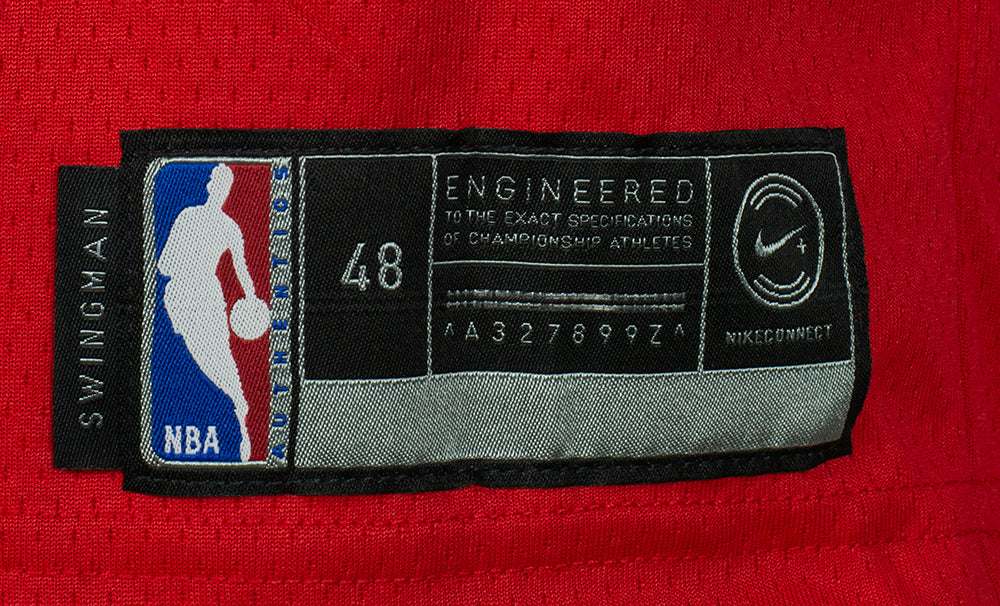 SWINGMAN
NBA
AUTHENTICS
48
ENGINEERED
TO THE EXACT SPECIFICATIONS
OF CHAMPIONSHIP ATHLETES
^A327899Z^
NIKECONNECT